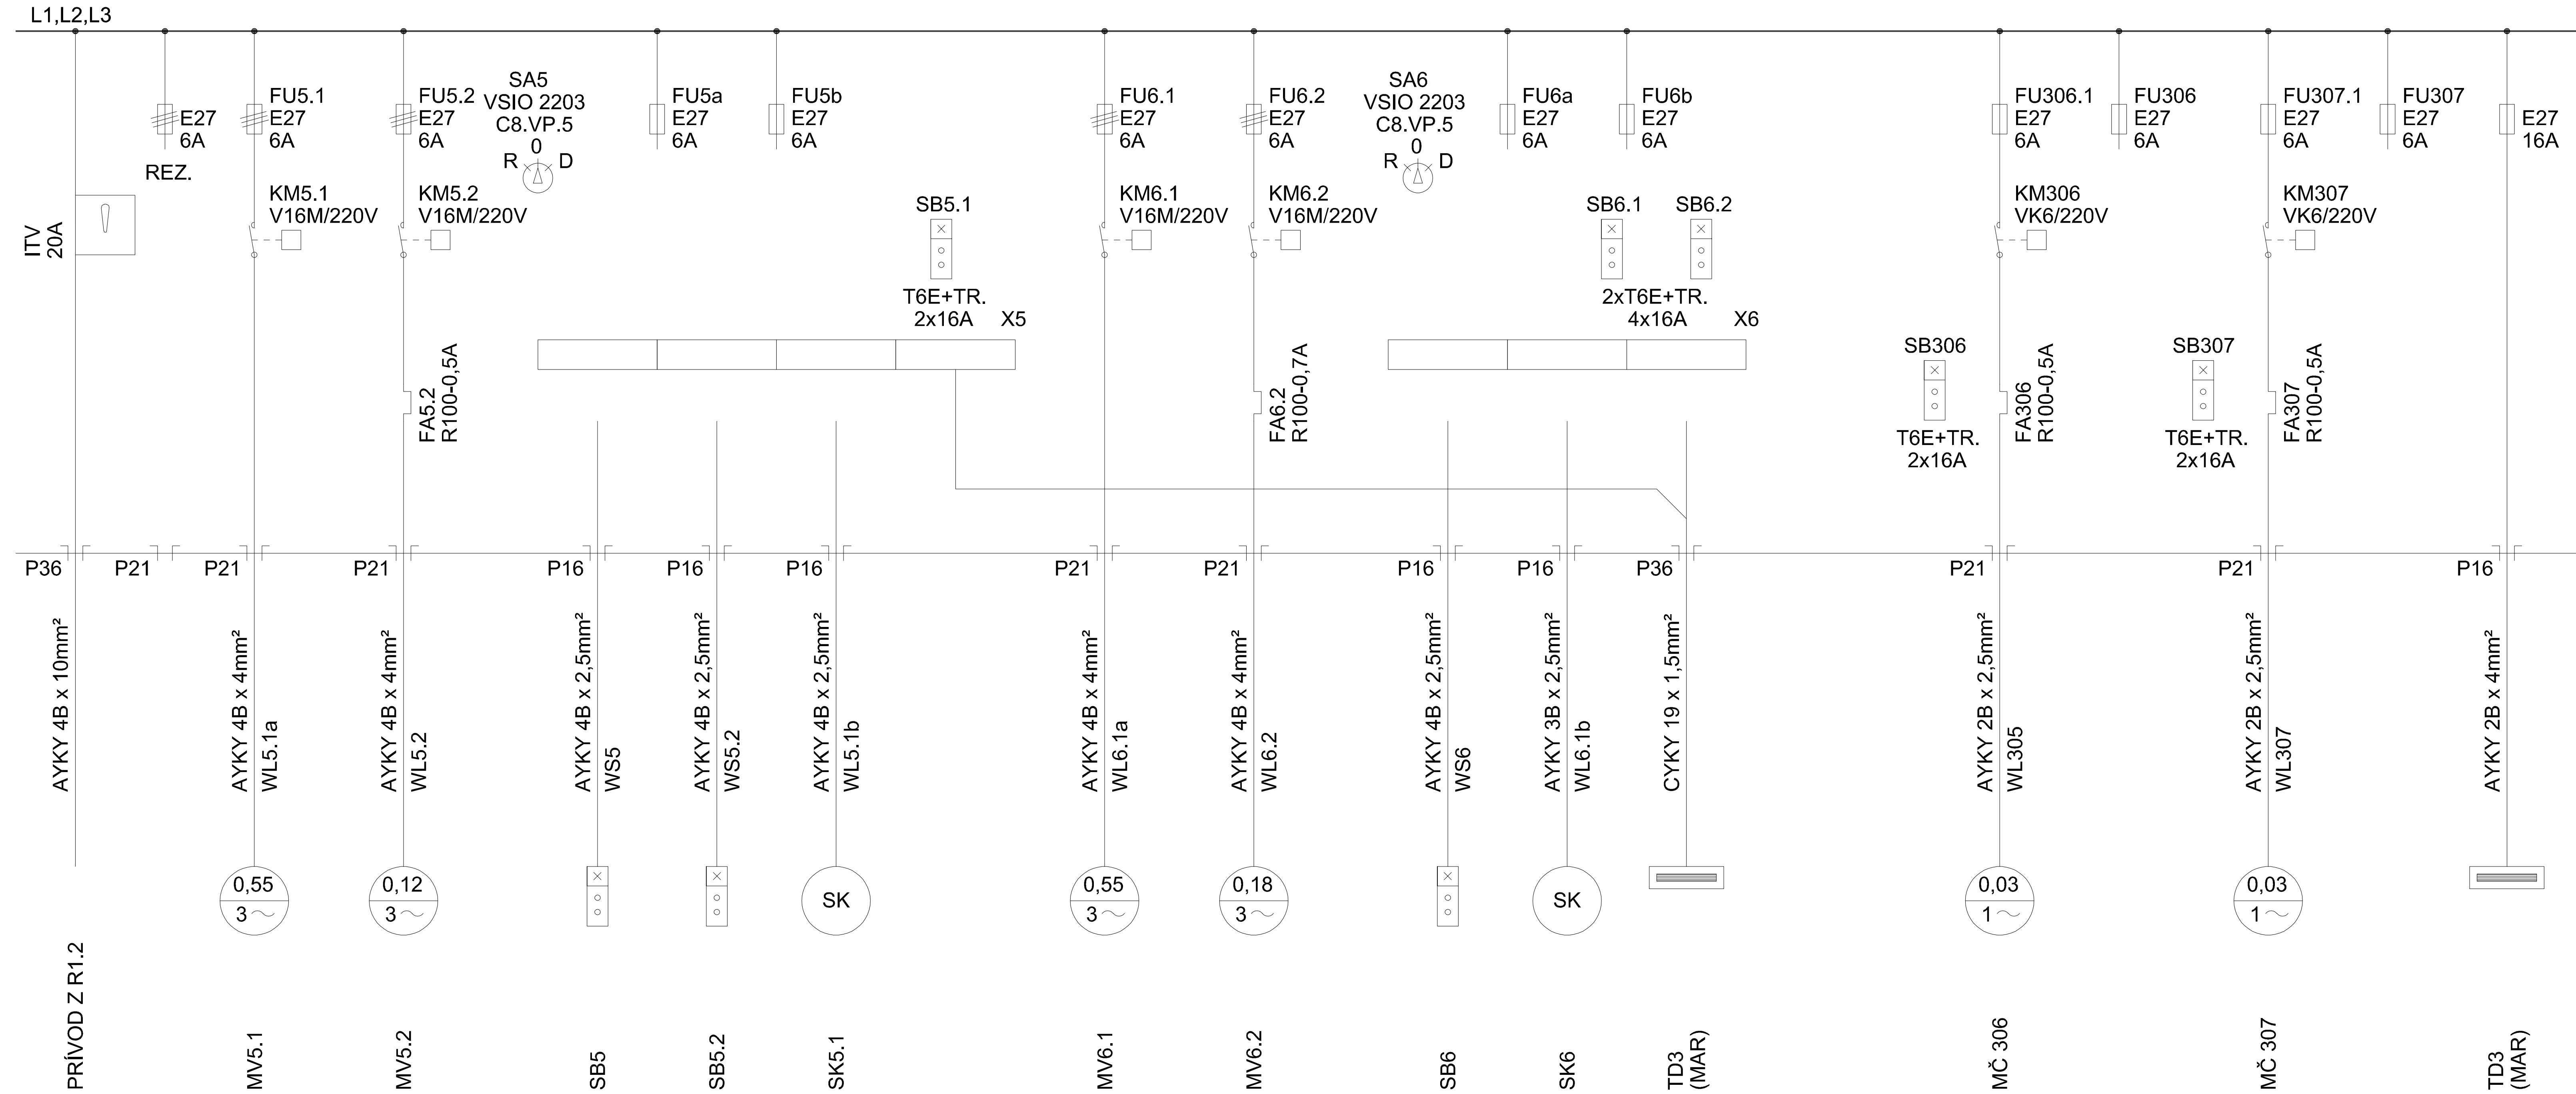 L1,L2,L3
E27
6A
REZ.
FU5.1
E27
6A
FU5.2
E27
6A
SA5
VSIO 2203
C8.VP.5
0
R D
FU5a
E27
6A
FU5b
E27
6A
FU6.1
E27
6A
FU6.2
E27
6A
SA6
VSIO 2203
C8.VP.5
0
R D
FU6a
E27
6A
FU6b
E27
6A
FU306.1
E27
6A
FU306
E27
6A
FU307.1
E27
6A
FU307
E27
6A
E27
16A
ITV
20A
KM5.1
V16M/220V
KM5.2
V16M/220V
SB5.1
T6E+TR.
2x16A
X5
KM6.1
V16M/220V
KM6.2
V16M/220V
SB6.1
SB6.2
2xT6E+TR.
4x16A
X6
KM306
VK6/220V
KM307
VK6/220V
FA5.2
R100-0,5A
FA6.2
R100-0,7A
SB306
T6E+TR.
2x16A
FA306
R100-0,5A
SB307
T6E+TR.
2x16A
FA307
R100-0,5A
P36
P21
P21
P21
P16
P16
P16
P21
P21
P16
P16
P36
P21
P21
P16
AYKY 4B x 10mm²
AYKY 4B x 4mm²
WL5.1a
AYKY 4B x 4mm²
WL5.2
AYKY 4B x 2,5mm²
WS5
AYKY 4B x 2,5mm²
WS5.2
AYKY 4B x 2,5mm²
WL5.1b
AYKY 4B x 4mm²
WL6.1a
AYKY 4B x 4mm²
WL6.2
AYKY 4B x 2,5mm²
WS6
AYKY 3B x 2,5mm²
WL6.1b
CYKY 19 x 1,5mm²
AYKY 2B x 2,5mm²
WL305
AYKY 2B x 2,5mm²
WL307
AYKY 2B x 4mm²
0,55
3
0,12
3
SK
0,55
3
0,18
3
SK
0,03
1
0,03
1
PRÍVOD Z R1.2
MV5.1
MV5.2
SB5
SB5.2
SK5.1
MV6.1
MV6.2
SB6
SK6
TD3
(MAR)
MČ 306
MČ 307
TD3
(MAR)